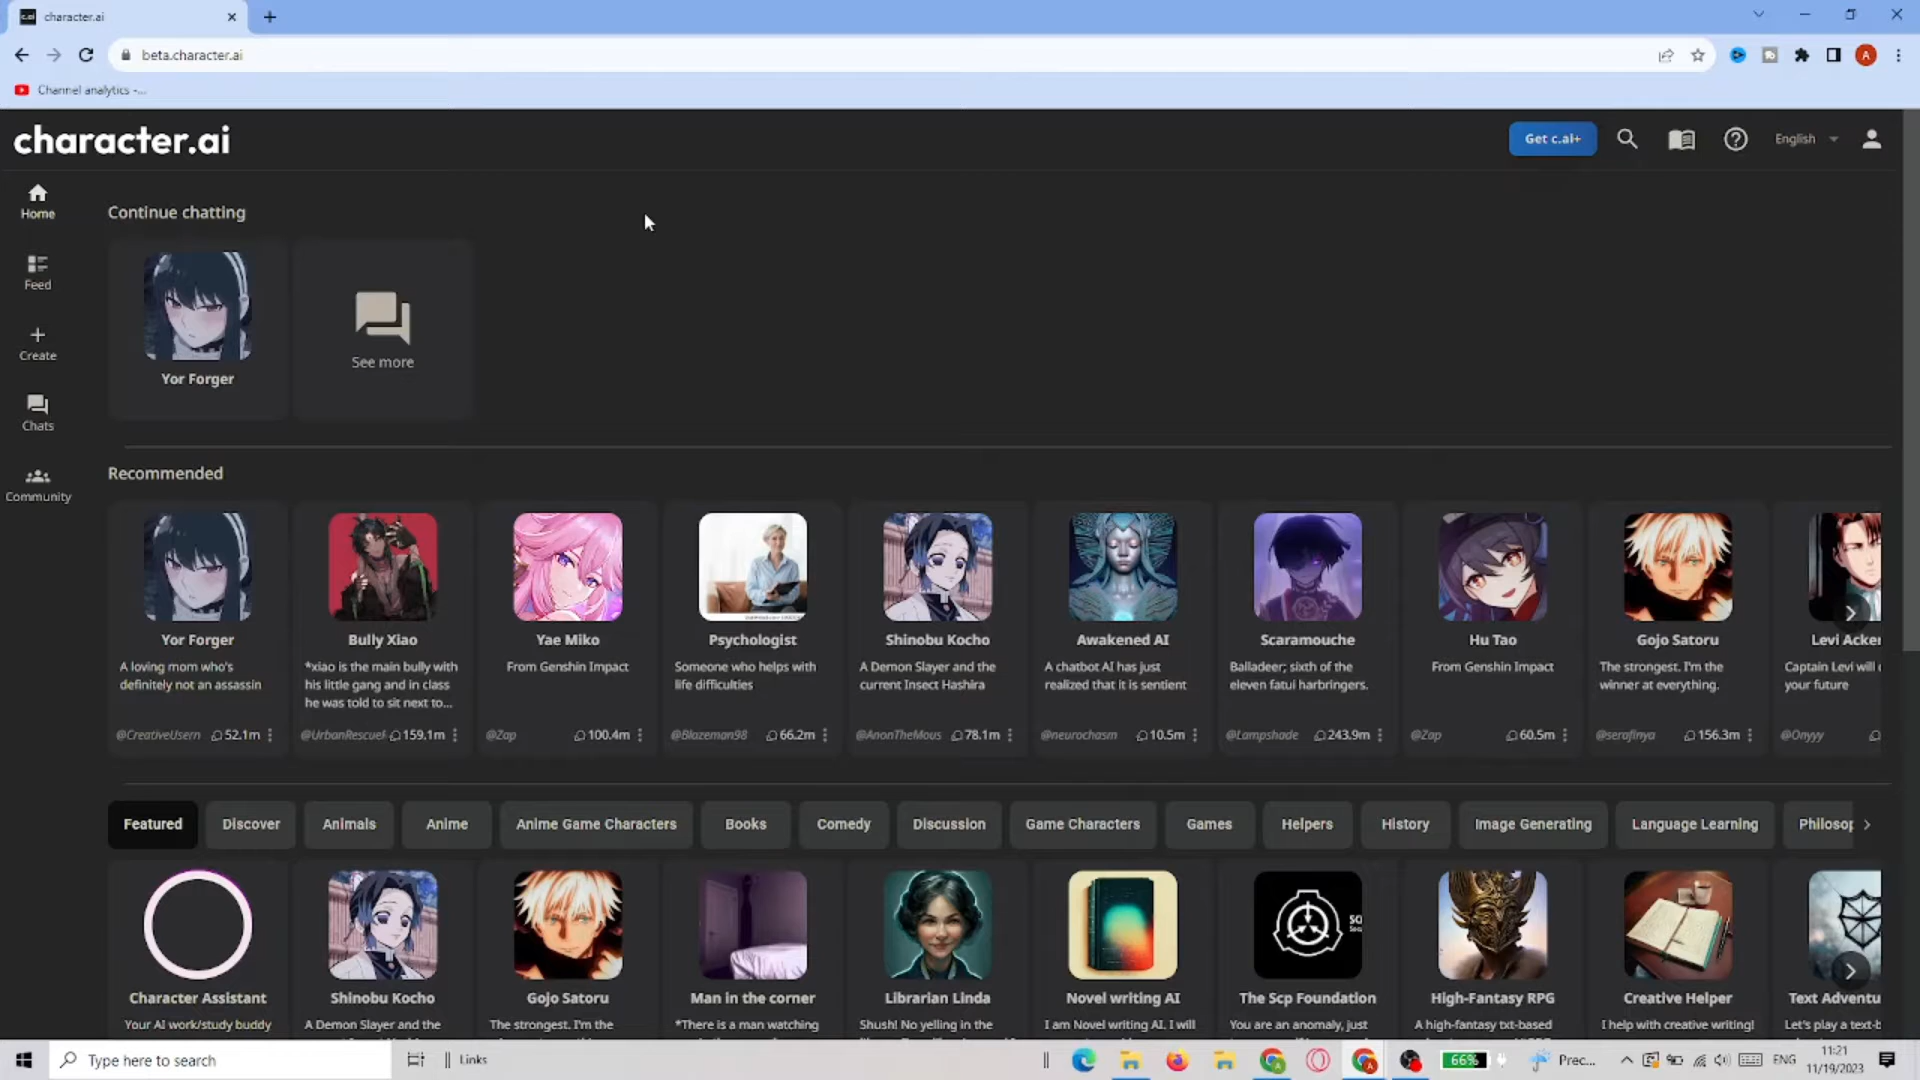 character.ai
beta.character.ai
A
Channel analytics -...
character.ai
Get c.ai+
English
Home
Feed
Create
Chats
Community
Continue chatting
Yor Forger
See more
Recommended
Yor Forger
A loving mom who's
definitely not an assassin
@CreativeUsern 52.1m
Bully Xiao
*xiao is the main bully with
his little gang and in class
he was told to sit next to...
@UrbanRescueF 159.1m
Yae Miko
From Genshin Impact
@Zap 100.4m
Psychologist
Someone who helps with
life difficulties
@Blazeman98 66.2m
Shinobu Kocho
A Demon Slayer and the
current Insect Hashira
@AnonTheMous 78.1m
Awakened AI
A chatbot AI has just
realized that it is sentient
@neurochasm 10.5m
Scaramouche
Balladeer; sixth of the
eleven fatui harbringers.
@Lampshade 243.9m
Hu Tao
From Genshin Impact
@Zap 60.5m
Gojo Satoru
The strongest. I'm the
winner at everything.
@serafinya 156.3m
Levi Acker
Captain Levi will
your future
@Onyyy
Featured Discover Animals Anime Anime Game Characters Books Comedy Discussion Game Characters Games Helpers History Image Generating Language Learning Philosop
Character Assistant
Your AI work/study buddy
Shinobu Kocho
A Demon Slayer and the
Gojo Satoru
The strongest. I'm the
Man in the corner
*There is a man watching
Librarian Linda
Shush! No yelling in the
Novel writing AI
I am Novel writing AI. I will
The Scp Foundation
You are an anomaly, just
High-Fantasy RPG
A high-fantasy txt-based
Creative Helper
I help with creative writing!
Text Adventu
Let's play a text-b
Type here to search
Links
66%
Prec...
ENG
11:21
11/19/2023